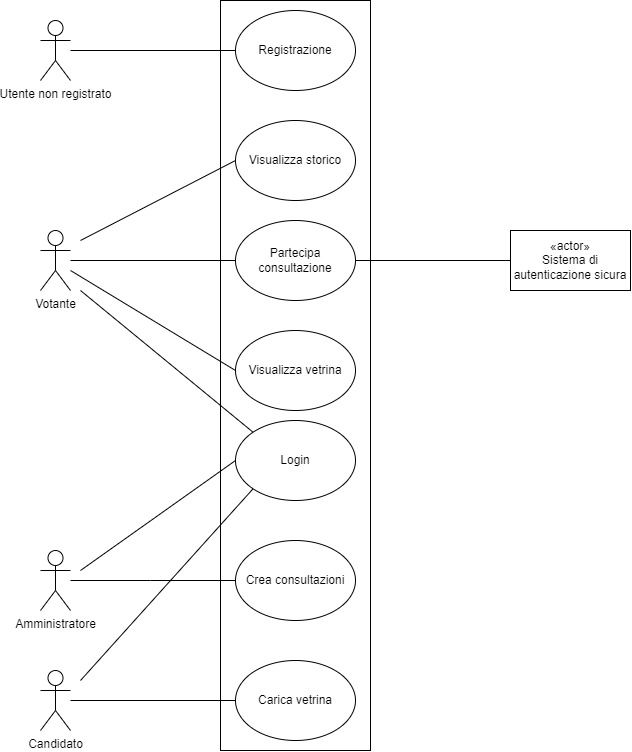 Registrazione
Utente non registrato
Visualizza storico
Partecipa
consultazione
«actor»
Sistema di
autenticazione sicura
Votante
Visualizza vetrina
Login
Crea consultazioni
Amministratore
Carica vetrina
Candidato